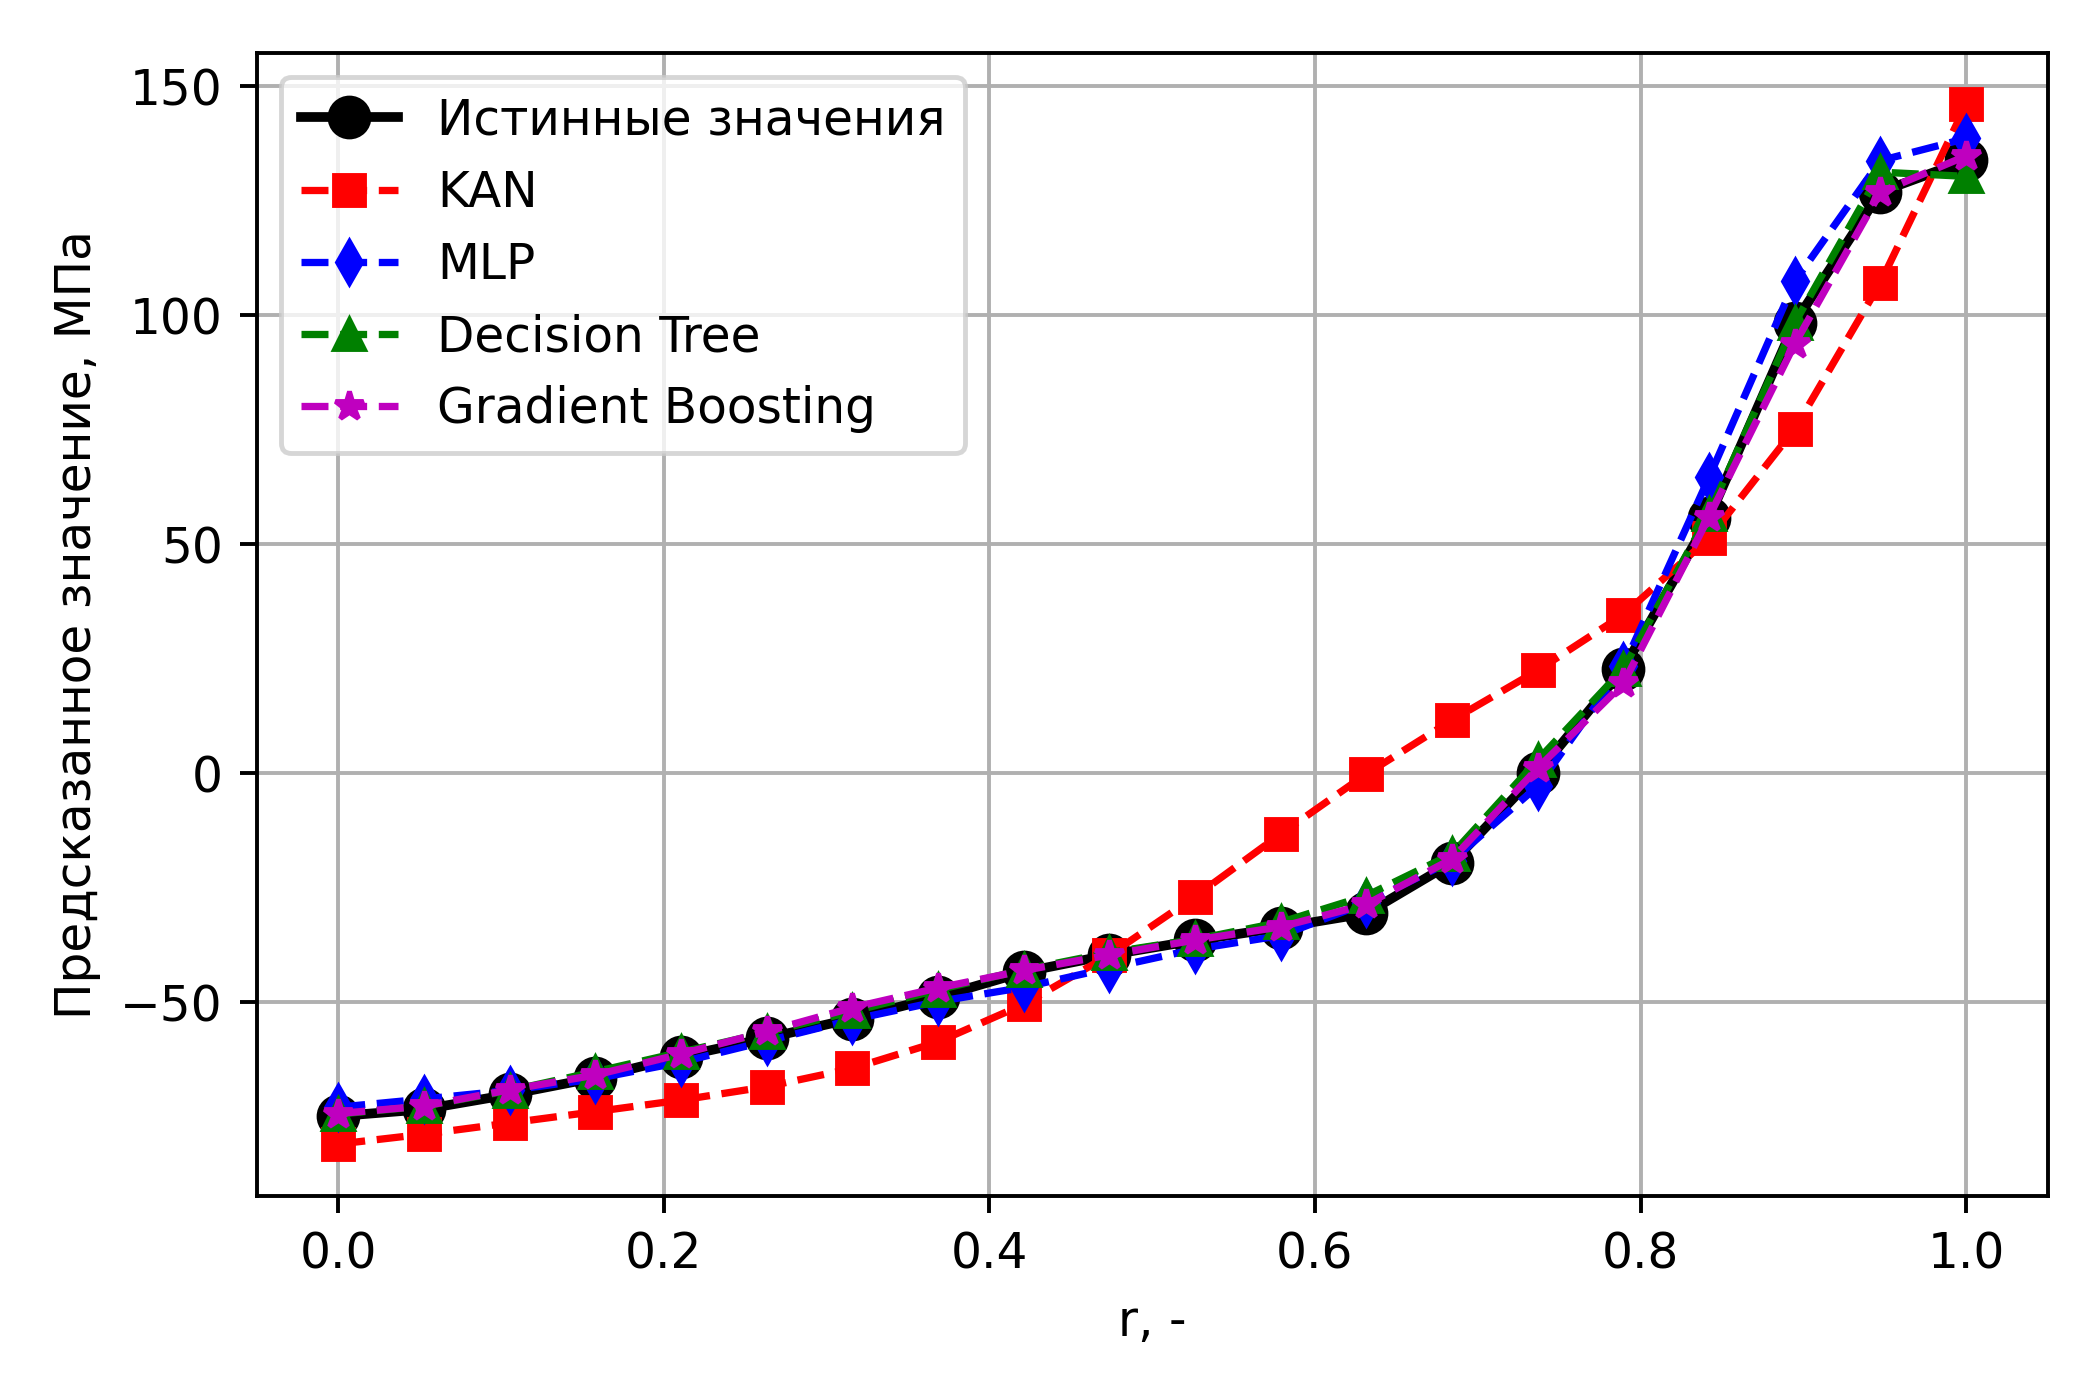 Истинные значения
KAN
MLP
Decision Tree
Gradient Boosting
Предсказанное значение, МПа
150
100
50
0
−50
0.0 0.2 0.4 0.6 0.8 1.0
r, -